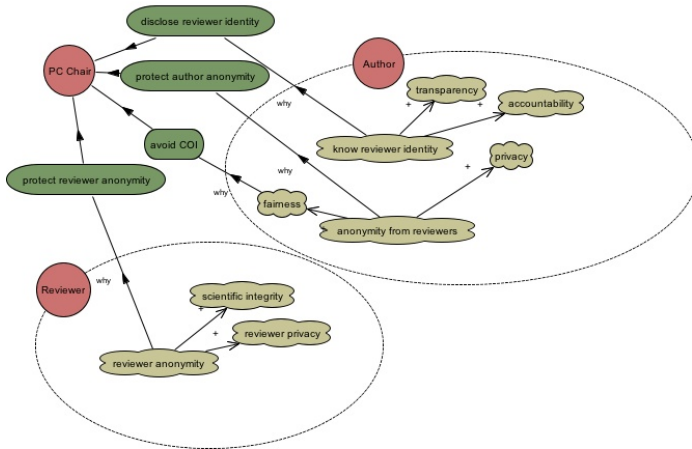 disclose reviewer identity
PC Chair
protect author anonymity
Author
transparency
+
+
accountability
why
avoid COI
know reviewer identity
privacy
+
why
protect reviewer anonymity
why
fairness
anonymity from reviewers
Reviewer
why
scientific integrity
+
+
reviewer privacy
reviewer anonymity